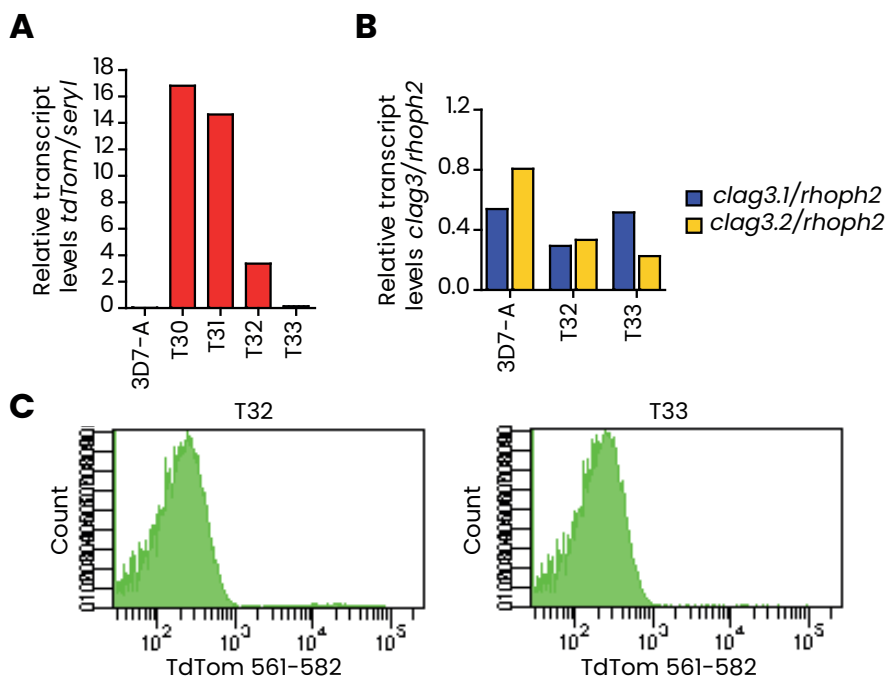 A
Relative transcript
levels tdTom/seryl
18
16
14
12
10
8
6
4
2
0
3D7-A
T30
T31
T32
T33
B
Relative transcript
levels clag3/rhoph2
1.2
0.8
0.4
0.0
3D7-A
T32
T33
clag3.1/rhoph2
clag3.2/rhoph2
C
T32
Count
10²
10³
10⁴
10⁵
TdTom 561-582
T33
Count
10²
10³
10⁴
10⁵
TdTom 561-582